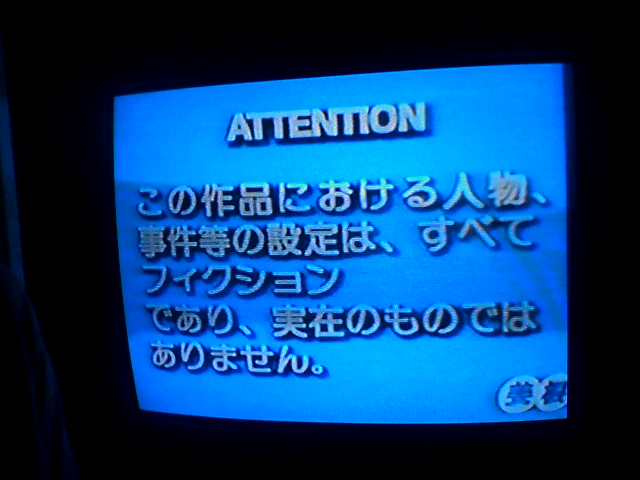 ATTENTION
この作品における人物、
事件等の設定は、すべて
フィクション
であり、実在のものでは
ありません。
美